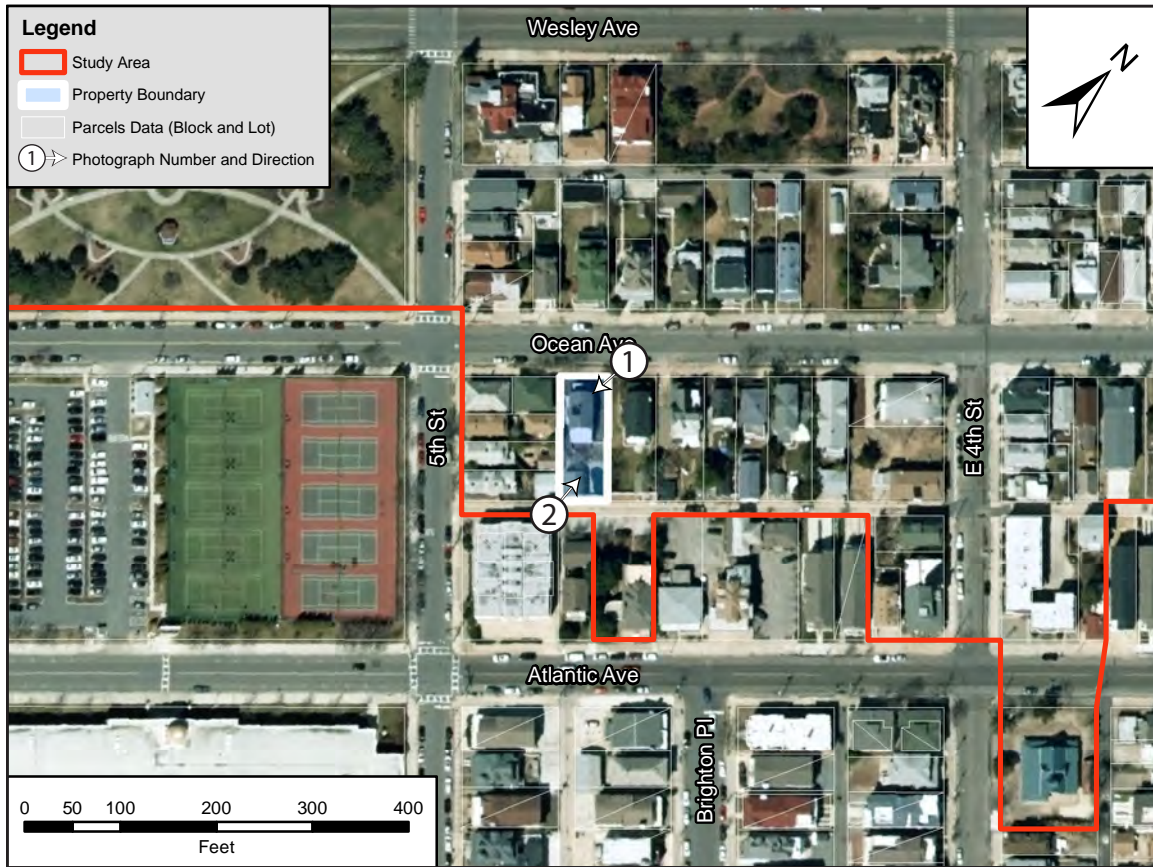 Legend
Study Area
Property Boundary
Parcels Data (Block and Lot)
1 Photograph Number and Direction
Wesley Ave
N
Ocean Ave
1
5th St
E 4th St
2
Atlantic Ave
Brighton Pl
0 50 100 200 300 400
Feet